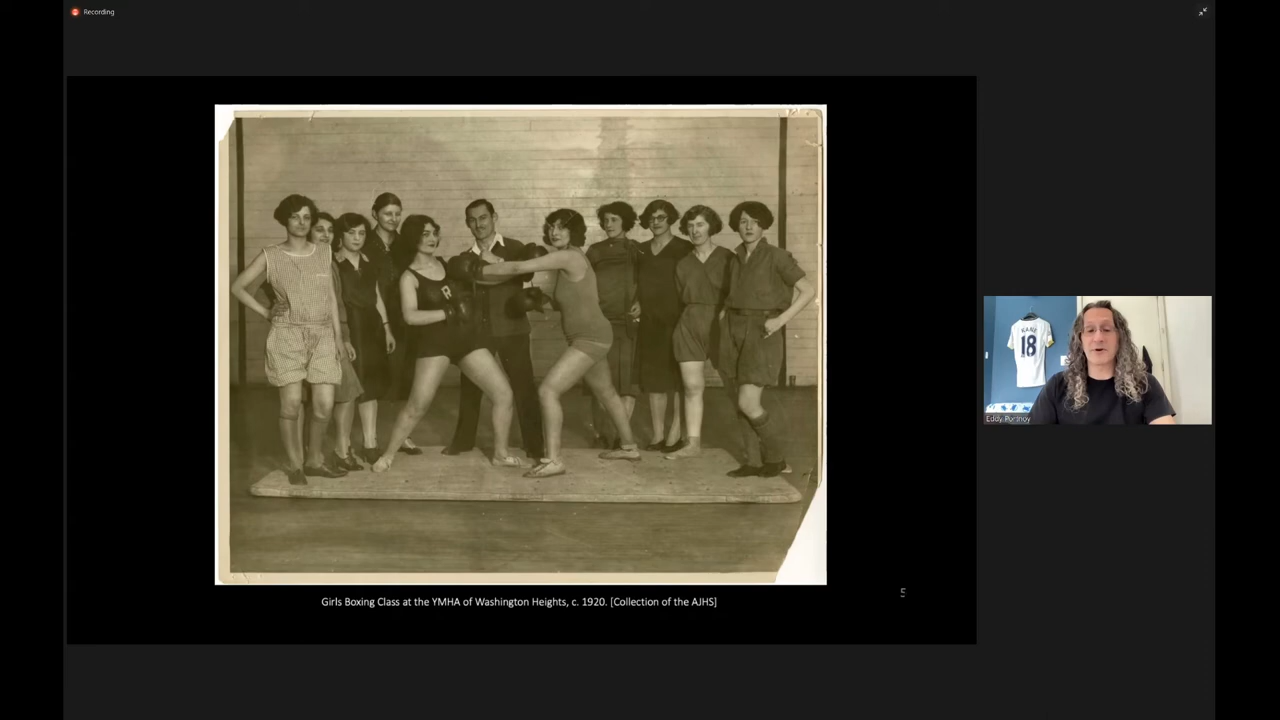 Recording
R
KANE
18
Eddy Portnoy
Girls Boxing Class at the YMHA of Washington Heights, c. 1920. [Collection of the AJHS]
5